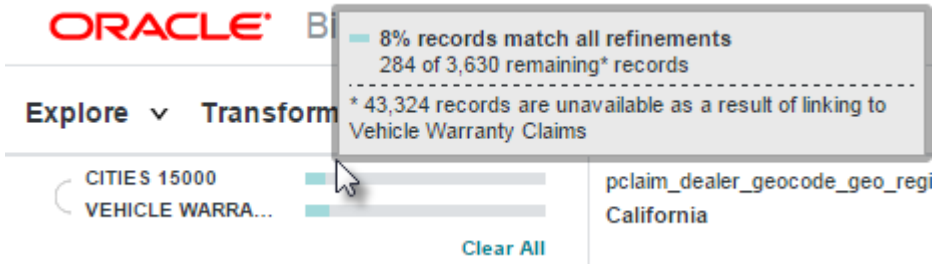 ORACLE Bi
8% records match all refinements
284 of 3,630 remaining* records
* 43,324 records are unavailable as a result of linking to
Vehicle Warranty Claims
Explore Transform
CITIES 15000
VEHICLE WARRA...
Clear All
pclaim_dealer_geocode_geo_regi
California